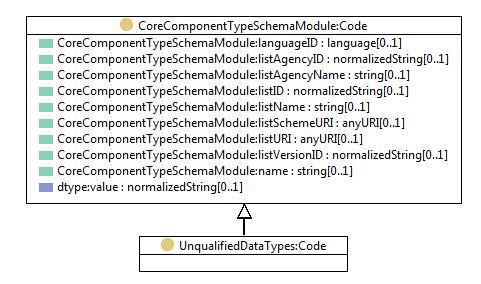 CoreComponentTypeSchemaModule:Code
CoreComponentTypeSchemaModule:languageID : language[0..1]
CoreComponentTypeSchemaModule:listAgencyID : normalizedString[0..1]
CoreComponentTypeSchemaModule:listAgencyName : string[0..1]
CoreComponentTypeSchemaModule:listID : normalizedString[0..1]
CoreComponentTypeSchemaModule:listName : string[0..1]
CoreComponentTypeSchemaModule:listSchemeURI : anyURI[0..1]
CoreComponentTypeSchemaModule:listURI : anyURI[0..1]
CoreComponentTypeSchemaModule:listVersionID : normalizedString[0..1]
CoreComponentTypeSchemaModule:name : string[0..1]
dtype:value : normalizedString[0..1]
UnqualifiedDataTypes:Code